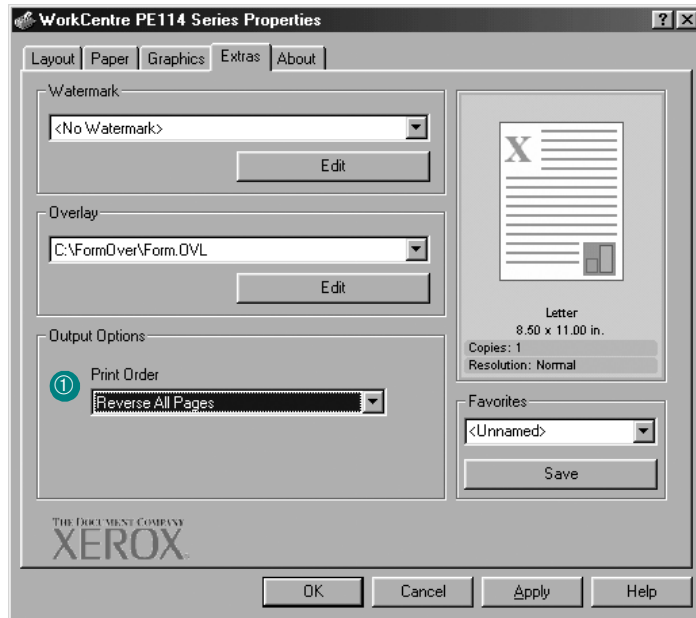 WorkCentre PE114 Series Properties
Layout Paper Graphics Extras About
Watermark
<No Watermark>
Edit
Overlay
C:\FormOver\Form.OVL
Edit
Output Options
① Print Order
Reverse All Pages
THE DOCUMENT COMPANY
XEROX
X
Letter
8.50 x 11.00 in.
Copies: 1
Resolution: Normal
Favorites
<Unnamed>
Save
OK Cancel Apply Help